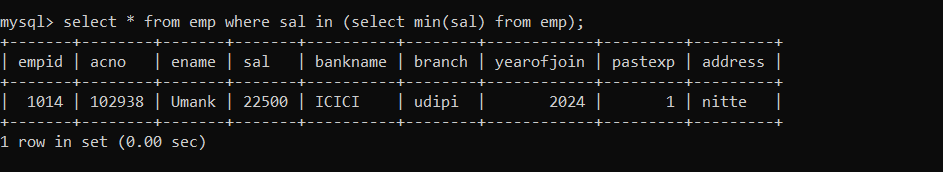 mysql> select * from emp where sal in (select min(sal) from emp);
+-------+--------+-------+-------+----------+--------+------------+---------+---------+
| empid | acno   | ename | sal   | bankname | branch | yearofjoin | pastexp | address |
+-------+--------+-------+-------+----------+--------+------------+---------+---------+
|  1014 | 102938 | Umank | 22500 | ICICI    | udipi  |       2024 |       1 | nitte   |
+-------+--------+-------+-------+----------+--------+------------+---------+---------+
1 row in set (0.00 sec)